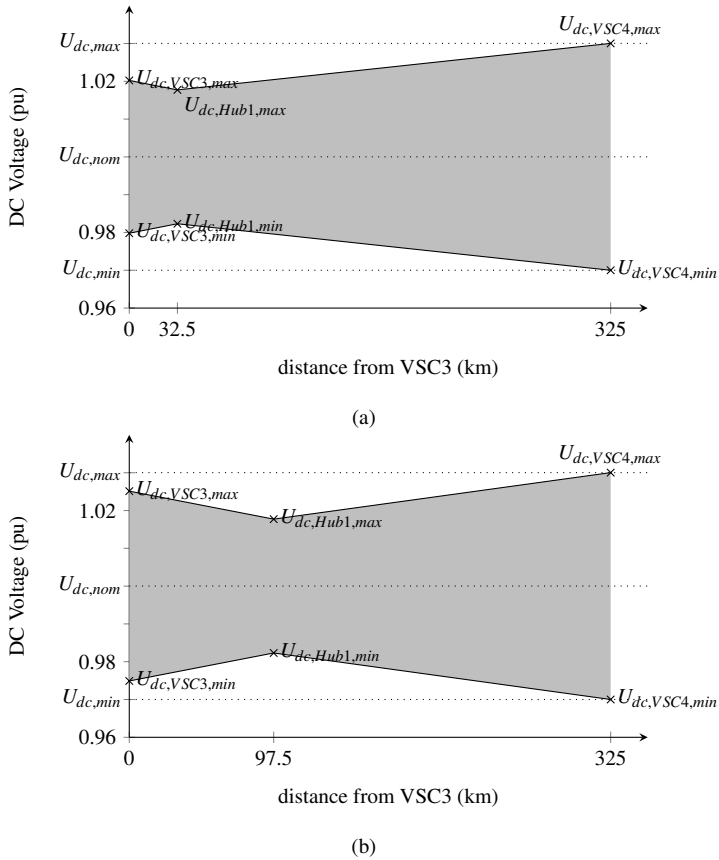 U_{dc,VSC4,max}
U_{dc,max}
1.02
U_{dc,VSC3,max}
U_{dc,Hub1,max}
DC Voltage (pu)
U_{dc,nom}
0.98
U_{dc,Hub1,min}
U_{dc,VSC3,min}
U_{dc,min}
U_{dc,VSC4,min}
0.96
0
32.5
325
distance from VSC3 (km)
(a)
U_{dc,VSC4,max}
U_{dc,max}
U_{dc,VSC3,max}
1.02
U_{dc,Hub1,max}
DC Voltage (pu)
U_{dc,nom}
0.98
U_{dc,Hub1,min}
U_{dc,VSC3,min}
U_{dc,min}
U_{dc,VSC4,min}
0.96
0
97.5
325
distance from VSC3 (km)
(b)